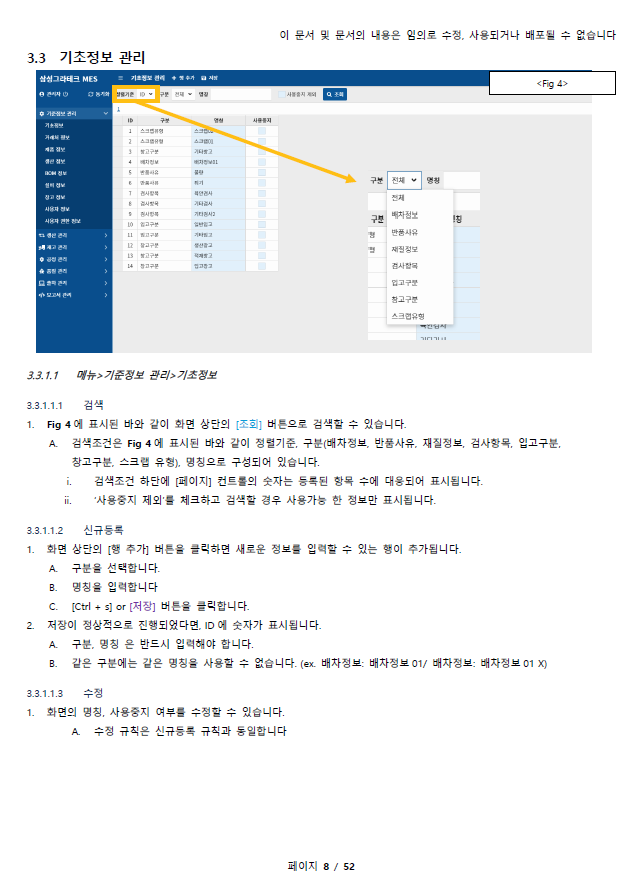 이 문서 및 문서의 내용은 임의로 수정, 사용되거나 배포될 수 없습니다
3.3 기초정보 관리
삼성그라테크 MES
기초정보 관리
행 추가
저장
<Fig 4>
관리자
동기화
정렬기준
ID
구분
전체
명칭
사용중지 제외
조회
1
기준정보 관리
기초정보
거래처 정보
제품 정보
생산 정보
BOM 정보
설비 정보
창고 정보
사용자 정보
사용자 권한 정보
생산 관리
재고 관리
공정 관리
품질 관리
출하 관리
보고서 관리
ID 구분 명칭 사용중지
1 스크랩유형
2 스크랩유형
3 창고구분 기타창고
4 배차정보 배차정보01
5 반품사유 불량
6 반품사유
7 검사항목
8 검사항목 기타검사
9 검사항목 기타검사2
10 입고구분 일반입고
11 입고구분 기타입고
12 창고구분 생산창고
13 창고구분 적재창고
14 창고구분 입고창고
구분 전체 명칭
전체
배차정보
반품사유
재질정보
검사항목
입고구분
창고구분
스크랩유형
구분
3.3.1.1 메뉴>기준정보 관리>기초정보
3.3.1.1.1 검색
1. Fig 4 에 표시된 바와 같이 화면 상단의 [조회] 버튼으로 검색할 수 있습니다.
A. 검색조건은 Fig 4 에 표시된 바와 같이 정렬기준, 구분(배차정보, 반품사유, 재질정보, 검사항목, 입고구분,
창고구분, 스크랩 유형), 명칭으로 구성되어 있습니다.
i. 검색조건 하단에 [페이지] 컨트롤의 숫자는 등록된 항목 수에 대응되어 표시됩니다.
ii. '사용중지 제외'를 체크하고 검색할 경우 사용가능 한 정보만 표시됩니다.
3.3.1.1.2 신규등록
1. 화면 상단의 [행 추가] 버튼을 클릭하면 새로운 정보를 입력할 수 있는 행이 추가됩니다.
A. 구분을 선택합니다.
B. 명칭을 입력합니다
C. [Ctrl + s] or [저장] 버튼을 클릭합니다.
2. 저장이 정상적으로 진행되었다면, ID 에 숫자가 표시됩니다.
A. 구분, 명칭 은 반드시 입력해야 합니다.
B. 같은 구분에는 같은 명칭을 사용할 수 없습니다. (ex. 배차정보: 배차정보 01/ 배차정보: 배차정보 01 X)
3.3.1.1.3 수정
1. 화면의 명칭, 사용중지 여부를 수정할 수 있습니다.
A. 수정 규칙은 신규등록 규칙과 동일합니다
페이지 8 / 52